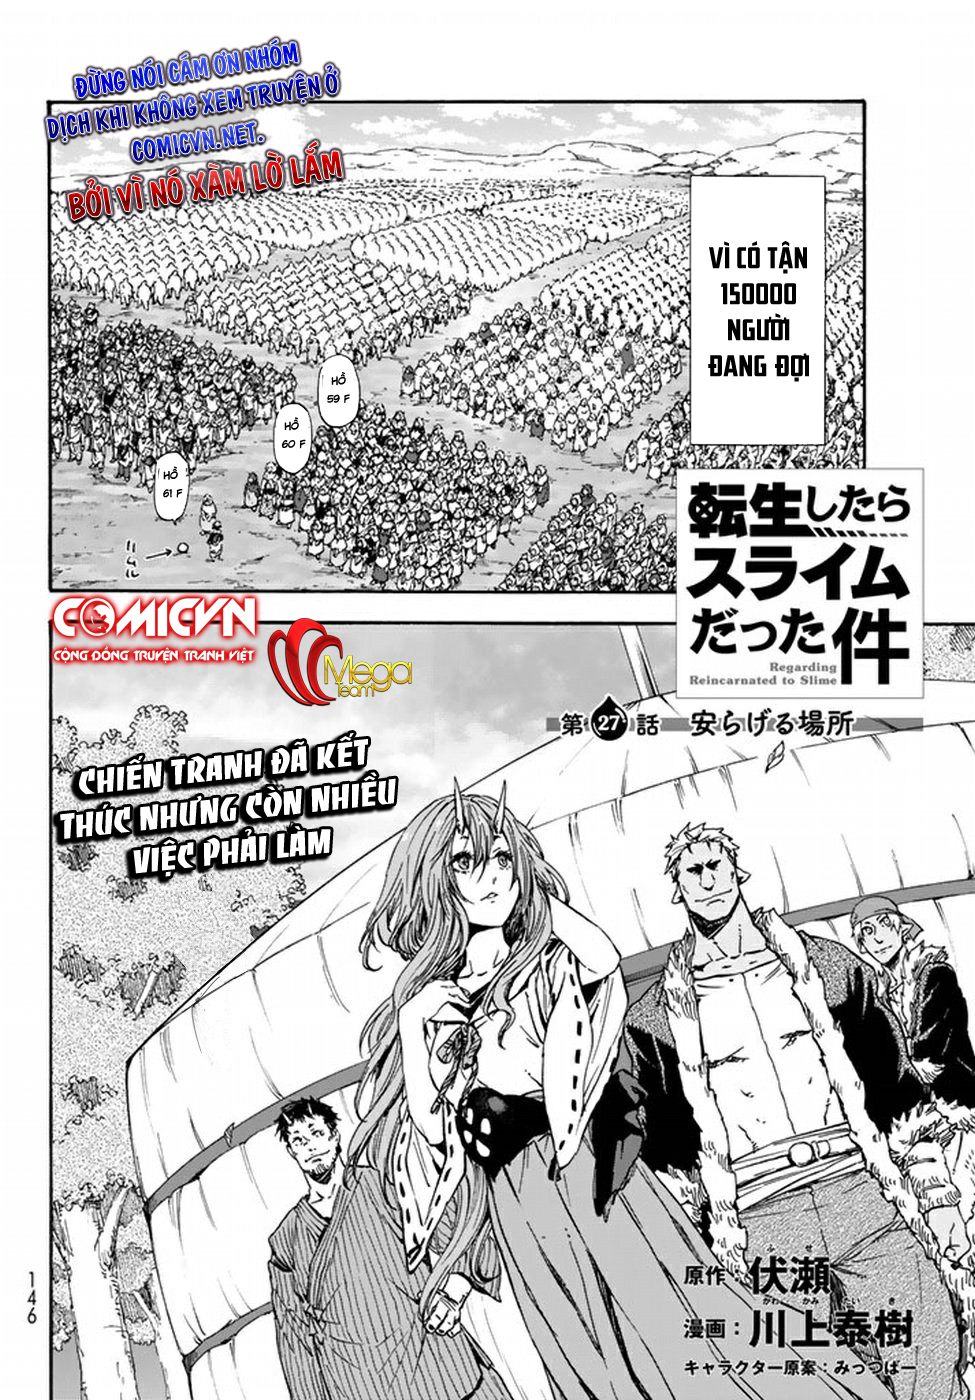 ĐỪNG NÓI CÁM ƠN NHÓM
DỊCH KHI KHÔNG XEM TRUYỆN Ở
COMICVN.NET.
BỞI VÌ NÓ XÀM LỜ LẮM
VÌ CÓ TẬN
150000
NGƯỜI
ĐANG ĐỢI
HỒ
59 F
HỒ
60 F
HỒ
61 F
転生したら
スライム
だった件
Regarding
Reincarnated to Slime
第27話 安らげる場所
COMICVN
CỘNG ĐỒNG TRUYỆN TRANH VIỆT
Mega
Team
CHIẾN TRANH ĐÃ KẾT
THÚC NHƯNG CÒN NHIỀU
VIỆC PHẢI LÀM
原作：伏瀬
漫画：川上泰樹
キャラクター原案：みっつばー
146